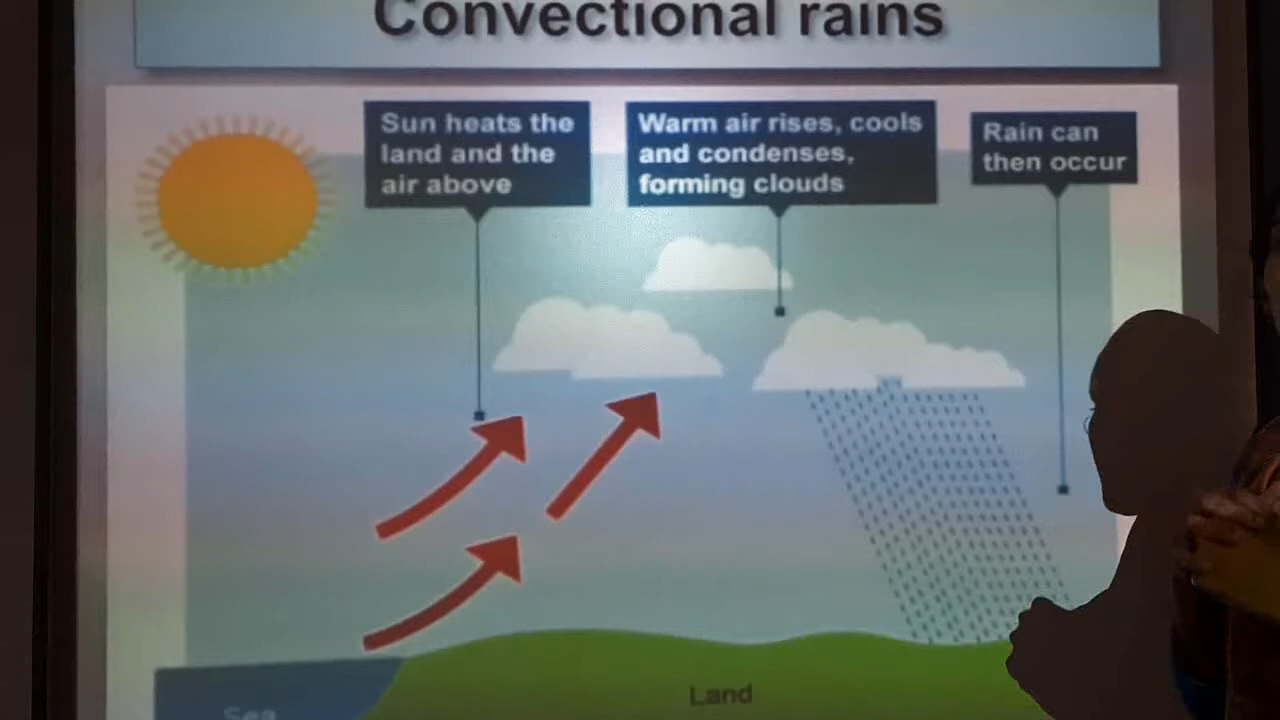 Convectional rains
Sun heats the
land and the
air above
Warm air rises, cools
and condenses,
forming clouds
Rain can
then occur
Land
Sea